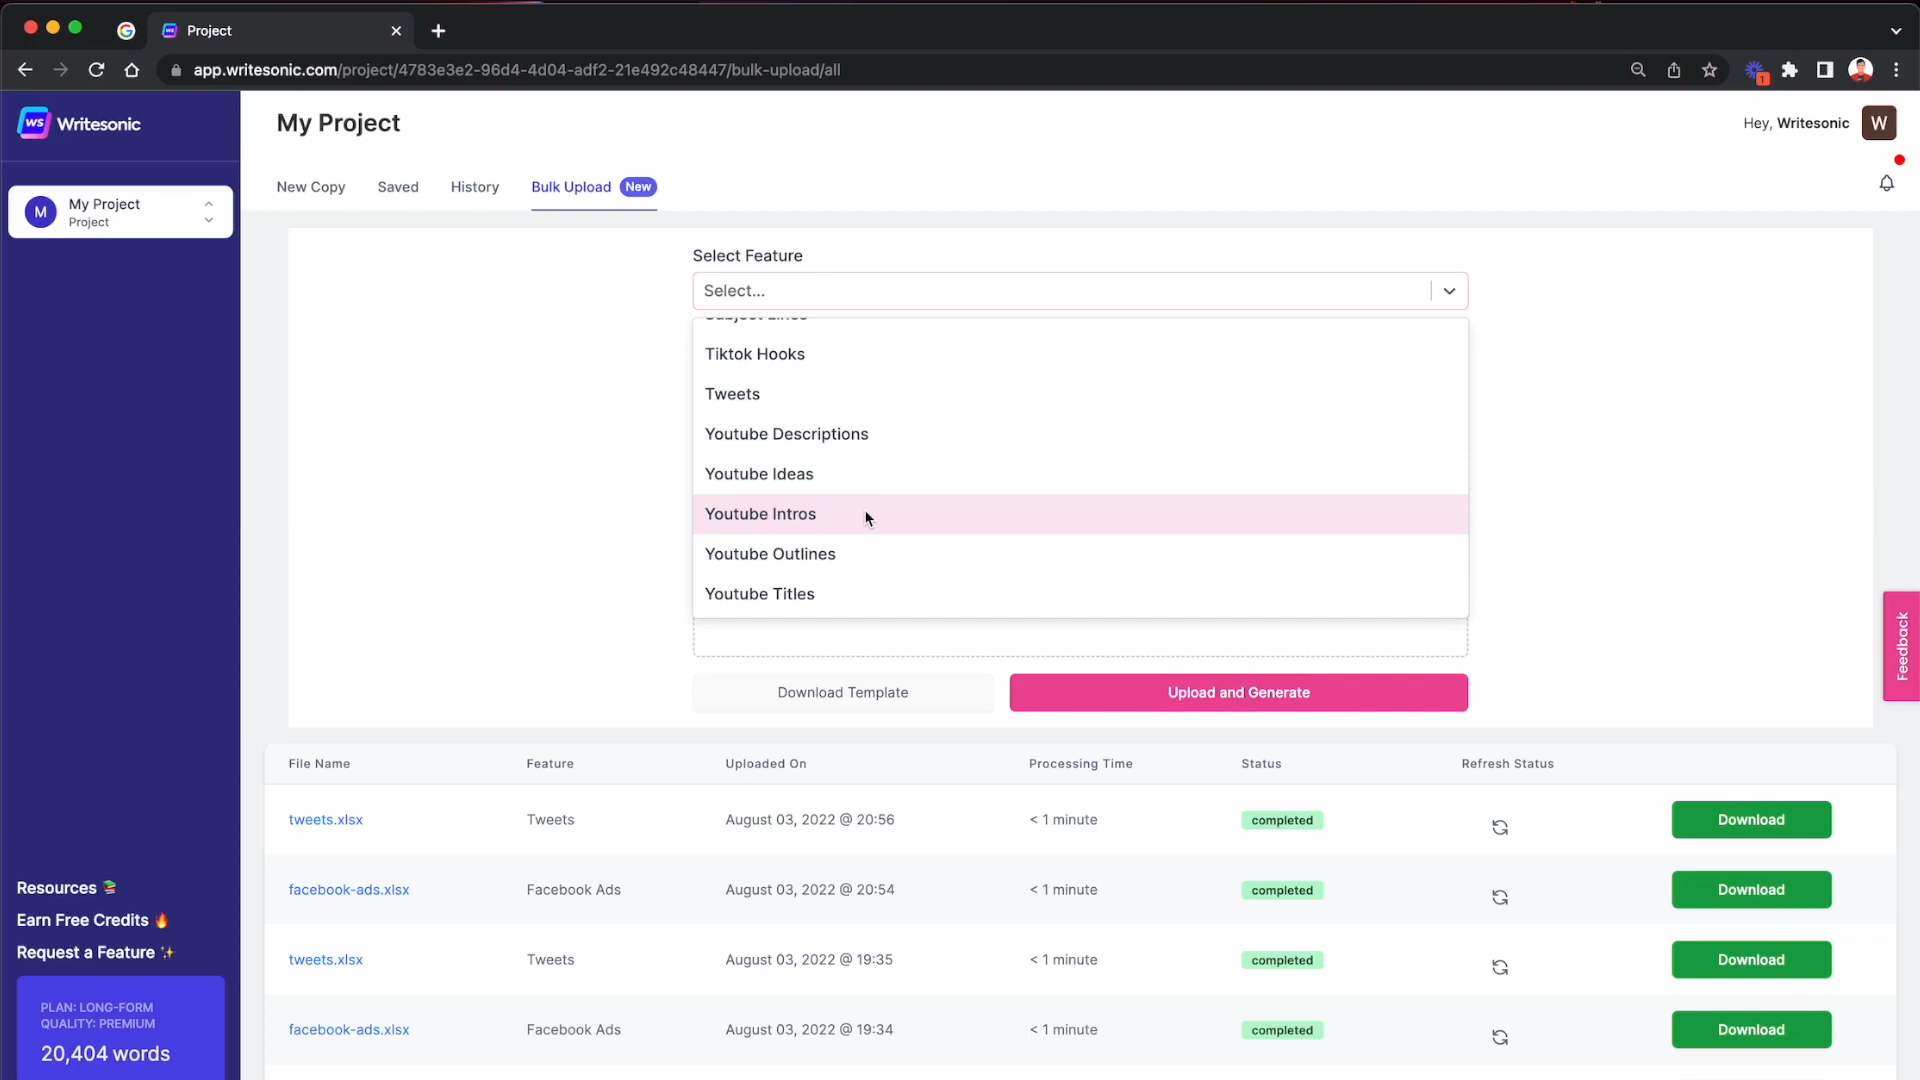 Project
app.writesonic.com/project/4783e3e2-96d4-4d04-adf2-21e492c48447/bulk-upload/all
1
WS Writesonic
My Project
Hey, Writesonic W
M My Project
Project
New Copy Saved History Bulk Upload New
Select Feature
Select...
Subject Lines
Tiktok Hooks
Tweets
Youtube Descriptions
Youtube Ideas
Youtube Intros
Youtube Outlines
Youtube Titles
Feedback
Download Template Upload and Generate
File Name Feature Uploaded On Processing Time Status Refresh Status
tweets.xlsx Tweets August 03, 2022 @ 20:56 < 1 minute completed Download
facebook-ads.xlsx Facebook Ads August 03, 2022 @ 20:54 < 1 minute completed Download
tweets.xlsx Tweets August 03, 2022 @ 19:35 < 1 minute completed Download
facebook-ads.xlsx Facebook Ads August 03, 2022 @ 19:34 < 1 minute completed Download
Resources
Earn Free Credits
Request a Feature
PLAN: LONG-FORM
QUALITY: PREMIUM
20,404 words